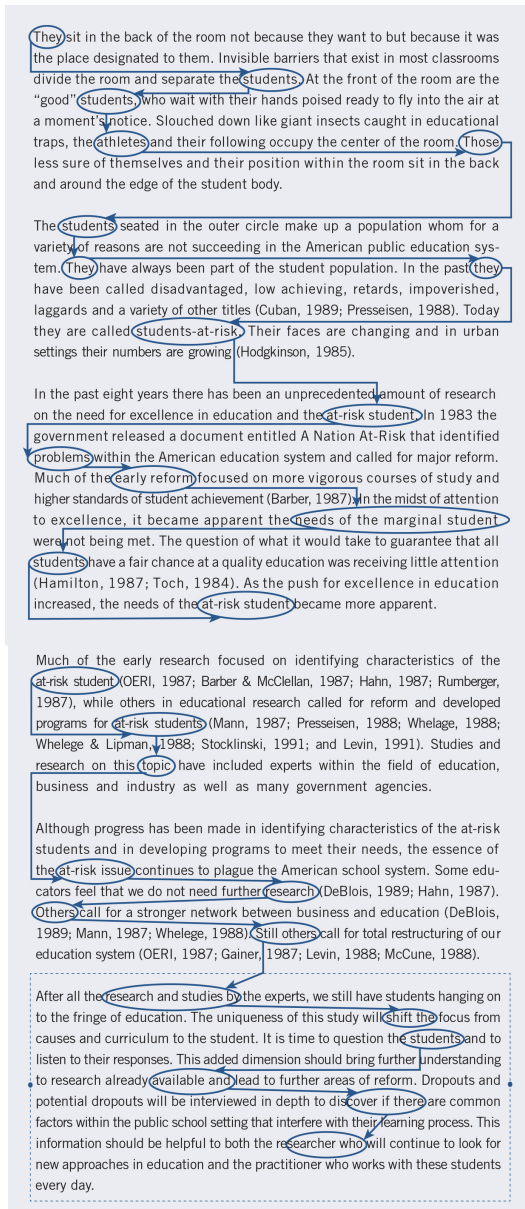 They sit in the back of the room not because they want to but because it was
the place designated to them. Invisible barriers that exist in most classrooms
divide the room and separate the students. At the front of the room are the
“good” students, who wait with their hands poised ready to fly into the air at
a moment’s notice. Slouched down like giant insects caught in educational
traps, the athletes and their following occupy the center of the room. Those
less sure of themselves and their position within the room sit in the back
and around the edge of the student body.
The students seated in the outer circle make up a population whom for a
variety of reasons are not succeeding in the American public education sys-
tem. They have always been part of the student population. In the past they
have been called disadvantaged, low achieving, retards, impoverished,
laggards and a variety of other titles (Cuban, 1989; Presseisen, 1988). Today
they are called students-at-risk. Their faces are changing and in urban
settings their numbers are growing (Hodgkinson, 1985).
In the past eight years there has been an unprecedented amount of research
on the need for excellence in education and the at-risk student. In 1983 the
government released a document entitled A Nation At-Risk that identified
problems within the American education system and called for major reform.
Much of the early reform focused on more vigorous courses of study and
higher standards of student achievement (Barber, 1987). In the midst of attention
to excellence, it became apparent the needs of the marginal student
were not being met. The question of what it would take to guarantee that all
students have a fair chance at a quality education was receiving little attention
(Hamilton, 1987; Toch, 1984). As the push for excellence in education
increased, the needs of the at-risk student became more apparent.
Much of the early research focused on identifying characteristics of the
at-risk student (OERI, 1987; Barber & McClellan, 1987; Hahn, 1987; Rumberger,
1987), while others in educational research called for reform and developed
programs for at-risk students (Mann, 1987; Presseisen, 1988; Whelage, 1988;
Whelege & Lipman, 1988; Stocklinski, 1991; and Levin, 1991). Studies and
research on this topic have included experts within the field of education,
business and industry as well as many government agencies.
Although progress has been made in identifying characteristics of the at-risk
students and in developing programs to meet their needs, the essence of
the at-risk issue continues to plague the American school system. Some edu-
cators feel that we do not need further research (DeBlois, 1989; Hahn, 1987).
Others call for a stronger network between business and education (DeBlois,
1989; Mann, 1987; Whelege, 1988). Still others call for total restructuring of our
education system (OERI, 1987; Gainer, 1987; Levin, 1988; McCune, 1988).
After all the research and studies by the experts, we still have students hanging on
to the fringe of education. The uniqueness of this study will shift the focus from
causes and curriculum to the student. It is time to question the students and to
listen to their responses. This added dimension should bring further understanding
to research already available and lead to further areas of reform. Dropouts and
potential dropouts will be interviewed in depth to discover if there are common
factors within the public school setting that interfere with their learning process. This
information should be helpful to both the researcher who will continue to look for
new approaches in education and the practitioner who works with these students
every day.